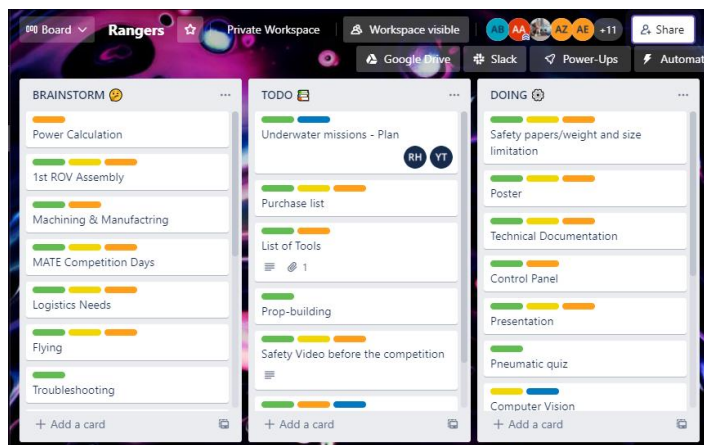 Board
Rangers
Private Workspace
Workspace visible
AB AA AZ AE +11
Share
Google Drive
Slack
Power-Ups
Automat
BRAINSTORM
Power Calculation
1st ROV Assembly
Machining & Manufactring
MATE Competition Days
Logistics Needs
Flying
Troubleshooting
+ Add a card
TODO
Underwater missions - Plan
RH YT
Purchase list
List of Tools
1
Prop-building
Safety Video before the competition
+ Add a card
DOING
Safety papers/weight and size
limitation
Poster
Technical Documentation
Control Panel
Presentation
Pneumatic quiz
Computer Vision
+ Add a card